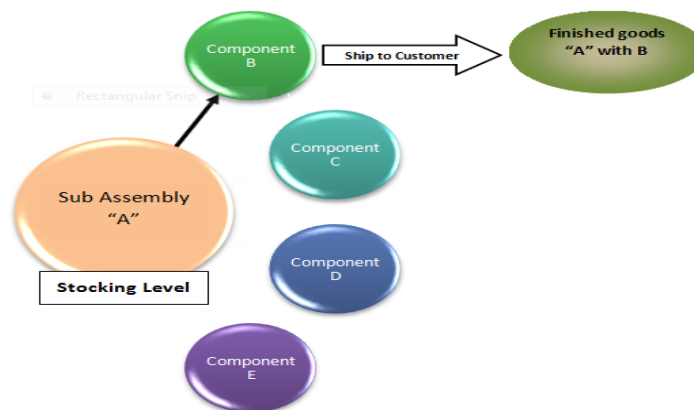 Component
B
Ship to Customer
Finished goods
“A” with B
Rectangular Snip
Component
C
Sub Assembly
“A”
Component
D
Stocking Level
Component
E